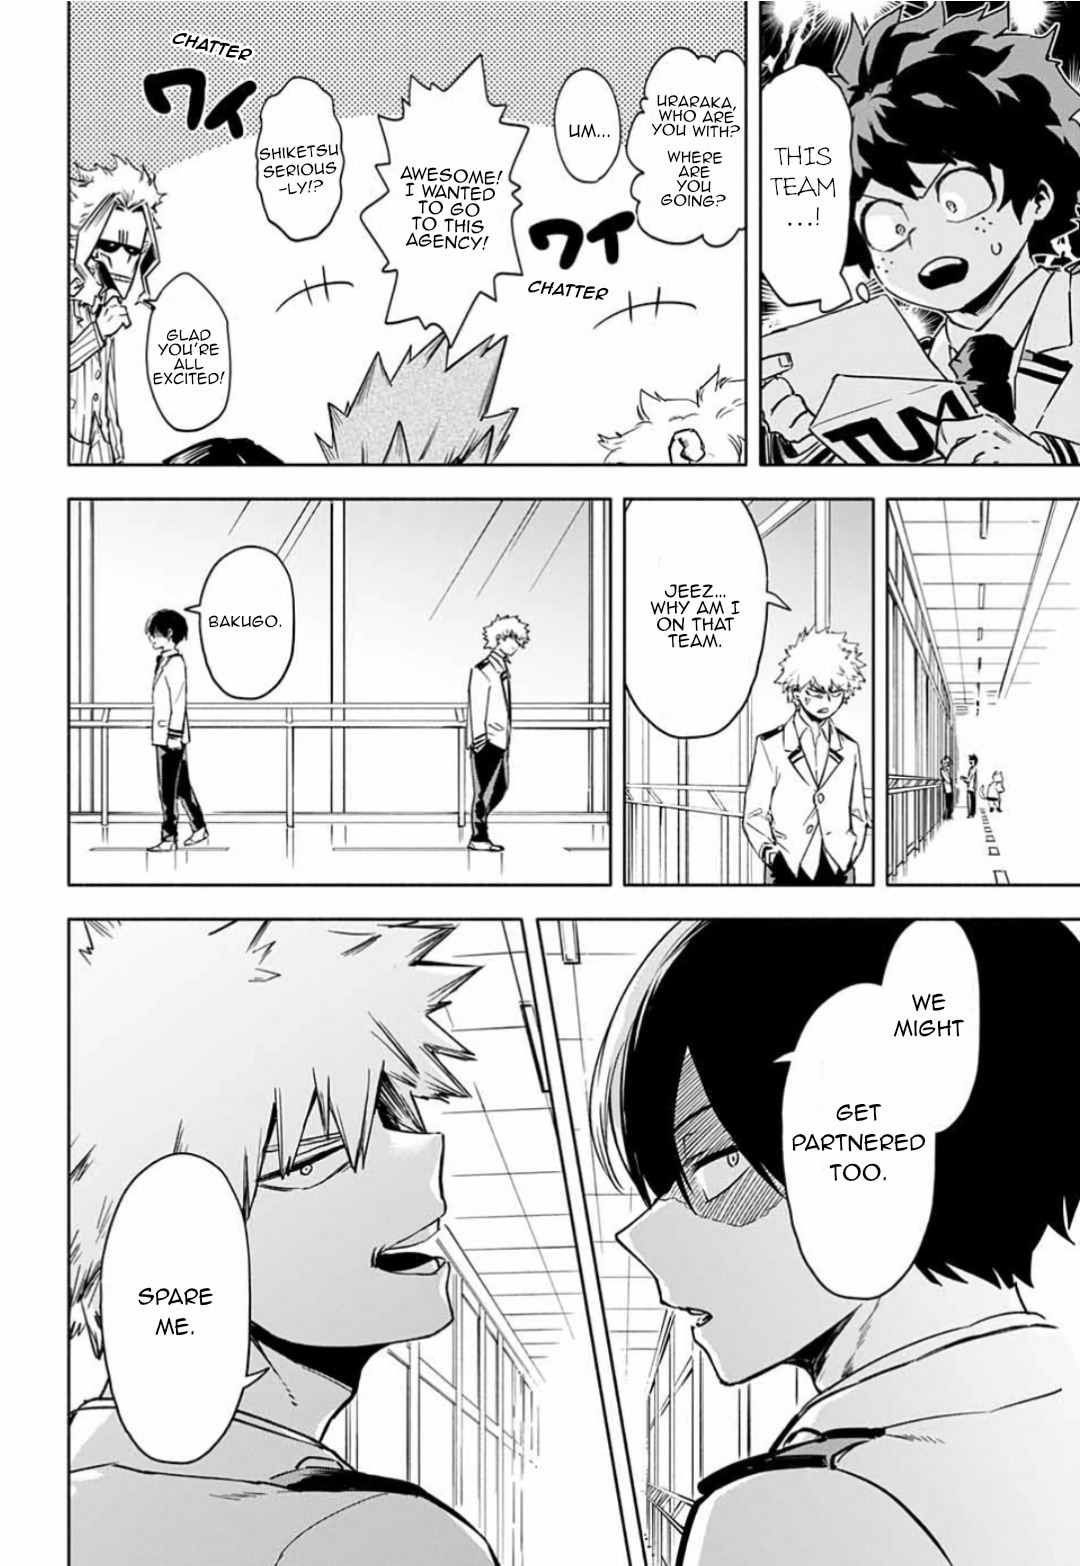 THIS
TEAM
...!
TUM
URARAKA,
WHO ARE
YOU WITH?
WHERE
ARE
YOU
GOING?
UM...
AWESOME!
I WANTED
TO GO
TO THIS
AGENCY!
ワイ
CHATTER
SHIKETSU
SERIOUS
-LY!?
CHATTER
ワイ
GLAD
YOU'RE
ALL
EXCITED!
JEEZ...
WHY AM I
ON THAT
TEAM.
BAKUGO.
WE
MIGHT
GET
PARTNERED
TOO.
SPARE
ME.